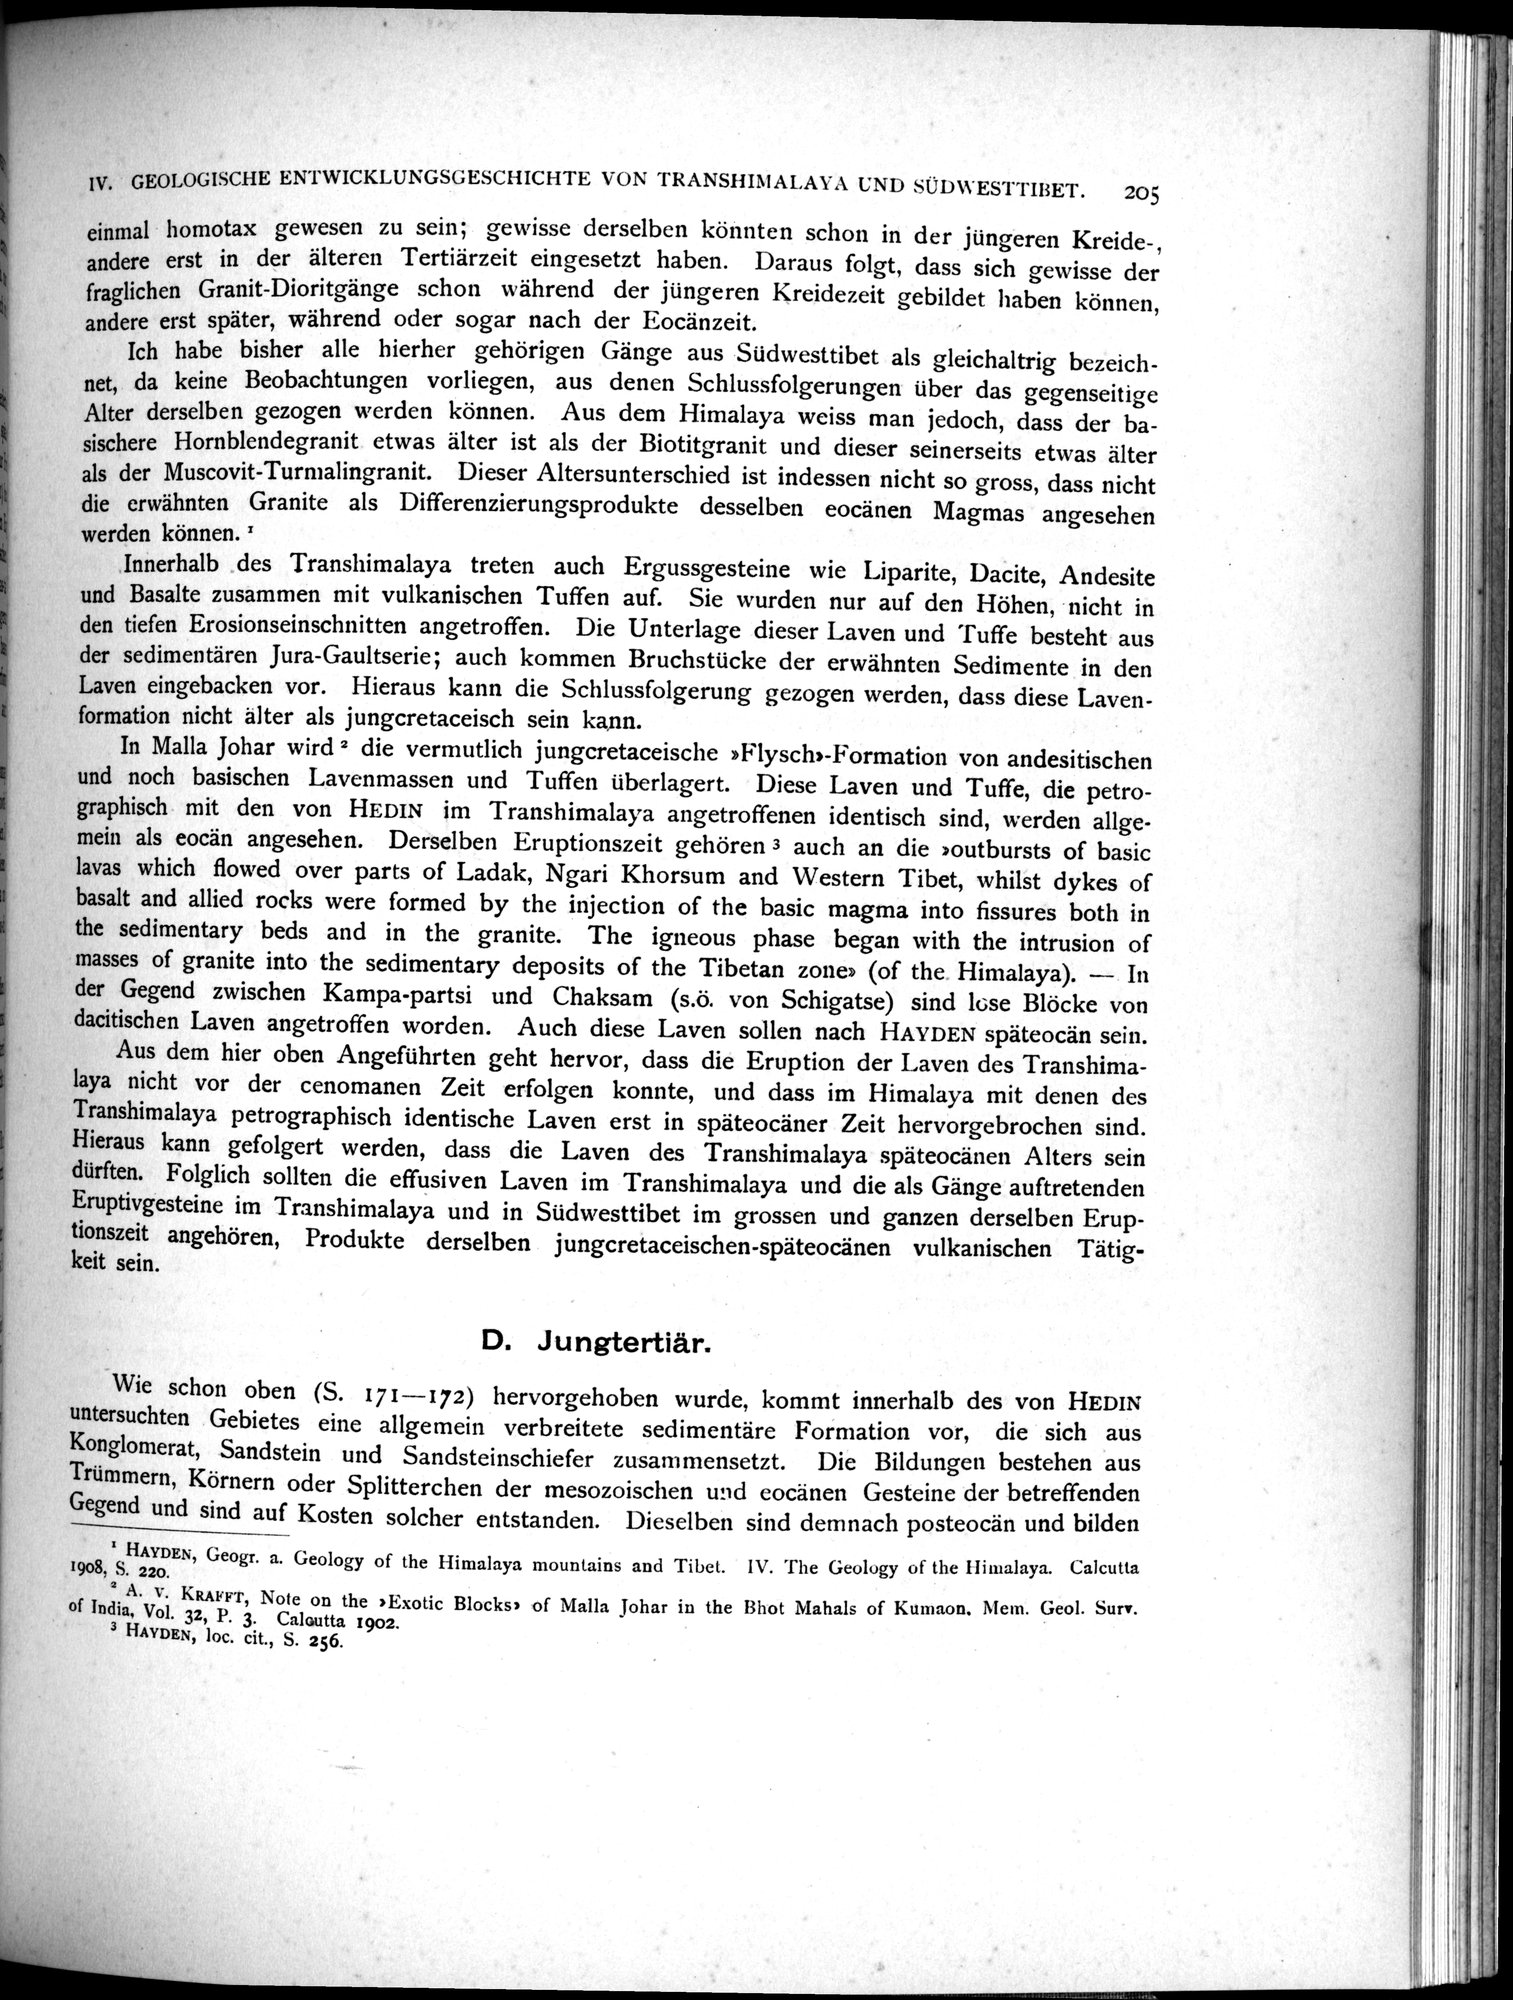 IV. GEOLOGISCHE ENTWICKLUNGSGESCHICHTE VON TRANSHIMALAYA UND SÜDWESTTIBET. 205
einmal homotax gewesen zu sein; gewisse derselben könnten schon in der jüngeren Kreide-,
andere erst in der älteren Tertiärzeit eingesetzt haben. Daraus folgt, dass sich gewisse der
fraglichen Granit-Dioritgänge schon während der jüngeren Kreidezeit gebildet haben können,
andere erst später, während oder sogar nach der Eocänzeit.
Ich habe bisher alle hierher gehörigen Gänge aus Südwesttibet als gleichaltrig bezeich-
net, da keine Beobachtungen vorliegen, aus denen Schlussfolgerungen über das gegenseitige
Alter derselben gezogen werden können. Aus dem Himalaya weiss man jedoch, dass der ba-
sischere Hornblendegranit etwas älter ist als der Biotitgranit und dieser seinerseits etwas älter
als der Muscovit-Turmalingranit. Dieser Altersunterschied ist indessen nicht so gross, dass nicht
die erwähnten Granite als Differenzierungsprodukte desselben eocänen Magmas angesehen
werden können. ¹
Innerhalb des Transhimalaya treten auch Ergussgesteine wie Liparite, Dacite, Andesite
und Basalte zusammen mit vulkanischen Tuffen auf. Sie wurden nur auf den Höhen, nicht in
den tiefen Erosionseinschnitten angetroffen. Die Unterlage dieser Laven und Tuffe besteht aus
der sedimentären Jura-Gaultserie; auch kommen Bruchstücke der erwähnten Sedimente in den
Laven eingebacken vor. Hieraus kann die Schlussfolgerung gezogen werden, dass diese Laven-
formation nicht älter als jungcretaceisch sein kann.
In Malla Johar wird ² die vermutlich jungcretaceische »Flysch»-Formation von andesitischen
und noch basischen Lavenmassen und Tuffen überlagert. Diese Laven und Tuffe, die petro-
graphisch mit den von HEDIN im Transhimalaya angetroffenen identisch sind, werden allge-
mein als eocän angesehen. Derselben Eruptionszeit gehören ³ auch an die »outbursts of basic
lavas which flowed over parts of Ladak, Ngari Khorsum and Western Tibet, whilst dykes of
basalt and allied rocks were formed by the injection of the basic magma into fissures both in
the sedimentary beds and in the granite. The igneous phase began with the intrusion of
masses of granite into the sedimentary deposits of the Tibetan zone» (of the Himalaya). — In
der Gegend zwischen Kampa-partsi und Chaksam (s.ö. von Schigatse) sind lose Blöcke von
dacitischen Laven angetroffen worden. Auch diese Laven sollen nach HAYDEN späteocän sein.
Aus dem hier oben Angeführten geht hervor, dass die Eruption der Laven des Transhima-
laya nicht vor der cenomanen Zeit erfolgen konnte, und dass im Himalaya mit denen des
Transhimalaya petrographisch identische Laven erst in späteocäner Zeit hervorgebrochen sind.
Hieraus kann gefolgert werden, dass die Laven des Transhimalaya späteocänen Alters sein
dürften. Folglich sollten die effusiven Laven im Transhimalaya und die als Gänge auftretenden
Eruptivgesteine im Transhimalaya und in Südwesttibet im grossen und ganzen derselben Erup-
tionszeit angehören, Produkte derselben jungcretaceischen-späteocänen vulkanischen Tätig-
keit sein.
D. Jungtertiär.
Wie schon oben (S. 171—172) hervorgehoben wurde, kommt innerhalb des von HEDIN
untersuchten Gebietes eine allgemein verbreitete sedimentäre Formation vor, die sich aus
Konglomerat, Sandstein und Sandsteinschiefer zusammensetzt. Die Bildungen bestehen aus
Trümmern, Körnern oder Splitterchen der mesozoischen und eocänen Gesteine der betreffenden
Gegend und sind auf Kosten solcher entstanden. Dieselben sind demnach posteocän und bilden
¹ HAYDEN, Geogr. a. Geology of the Himalaya mountains and Tibet. IV. The Geology of the Himalaya. Calcutta
1908, S. 220.
² A. v. KRAFFT, Note on the ›Exotic Blocks› of Malla Johar in the Bhot Mahals of Kumaon. Mem. Geol. Surv.
of India, Vol. 32, P. 3. Calcutta 1902.
³ HAYDEN, loc. cit., S. 256.